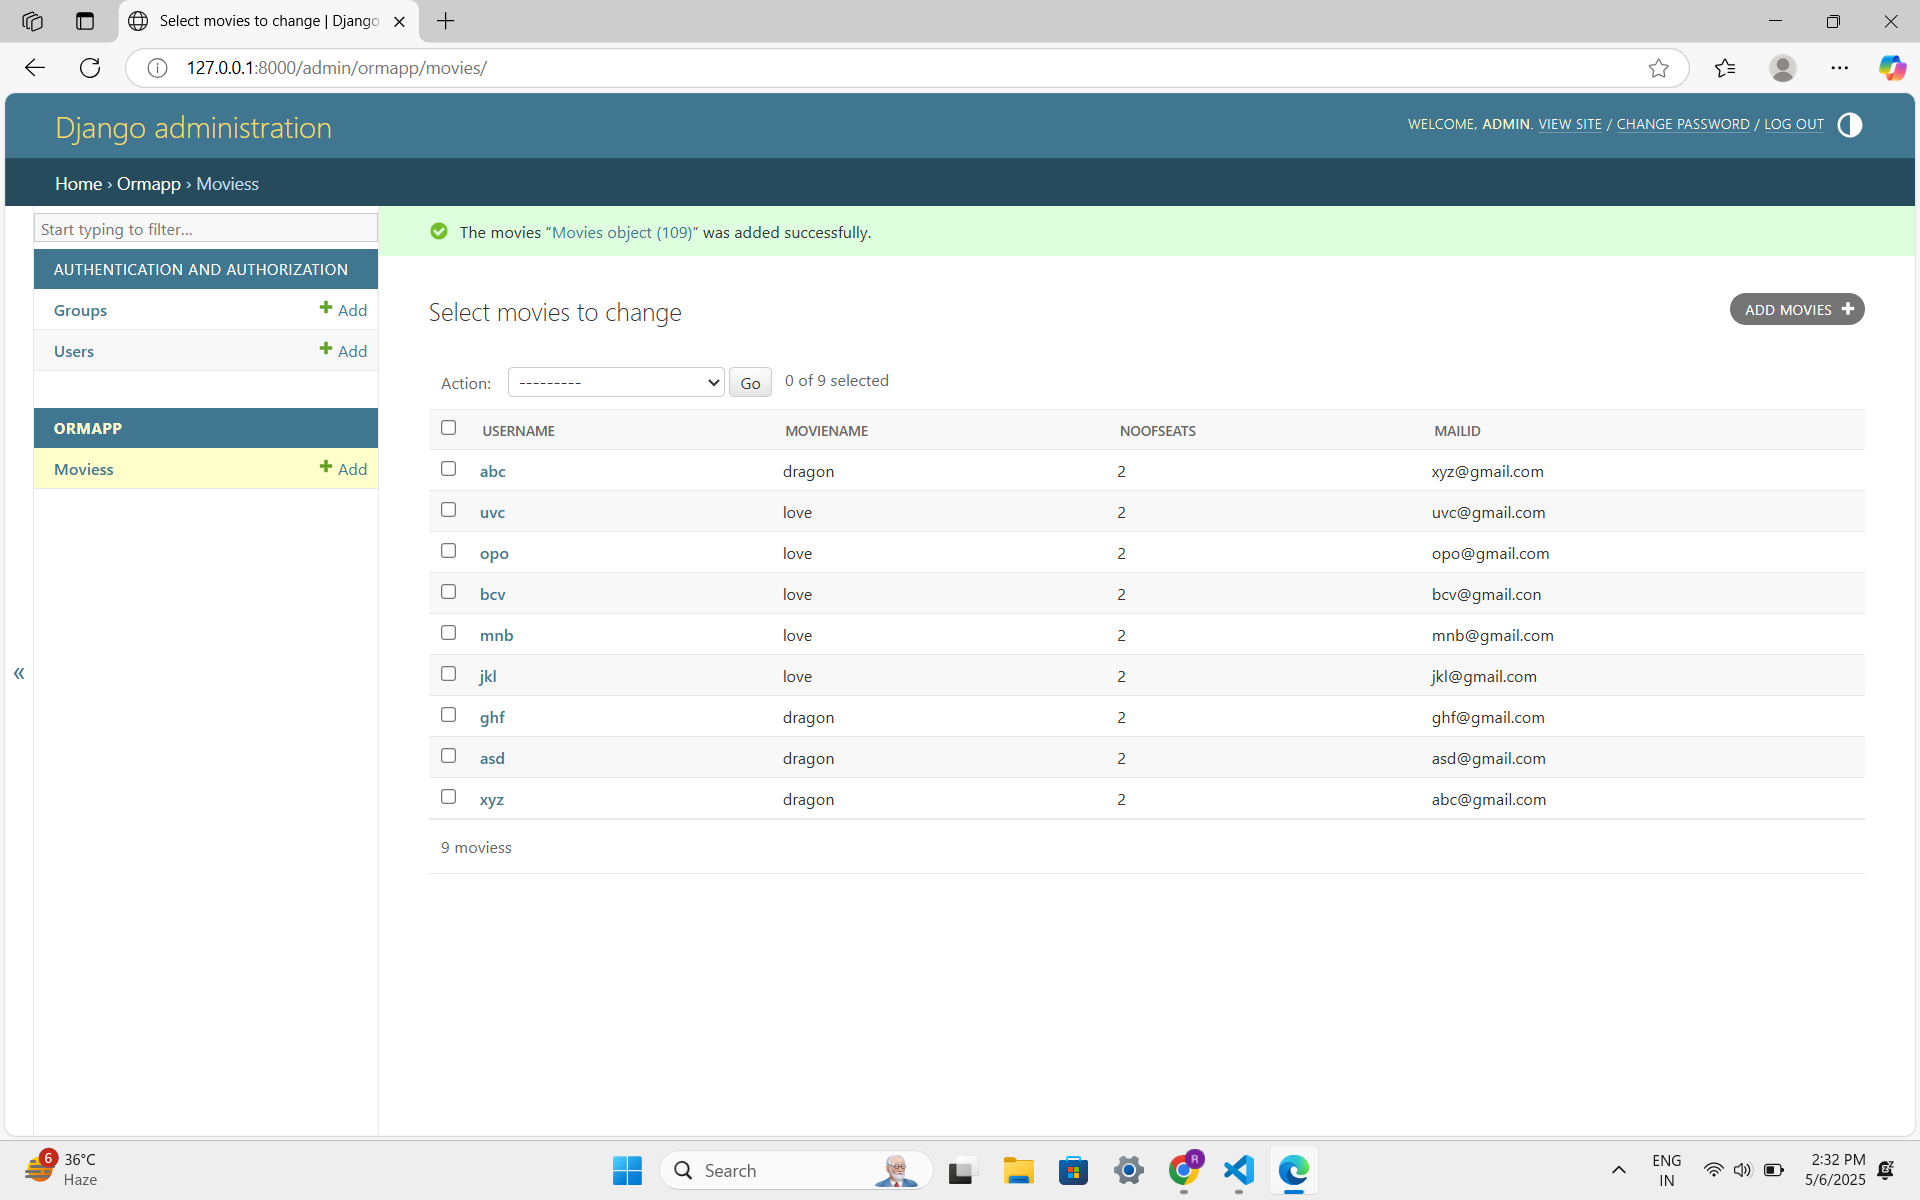 Select movies to change | Django
127.0.0.1:8000/admin/ormapp/movies/
Django administration
WELCOME, ADMIN. VIEW SITE / CHANGE PASSWORD / LOG OUT
Home › Ormapp › Moviess
Start typing to filter...
The movies “Movies object (109)” was added successfully.
AUTHENTICATION AND AUTHORIZATION
Groups Add
Users Add
ORMAPP
Moviess Add
«
Select movies to change
ADD MOVIES
Action: --------- Go 0 of 9 selected
USERNAME MOVIENAME NOOFSEATS MAILID
abc dragon 2 xyz@gmail.com
uvc love 2 uvc@gmail.com
opo love 2 opo@gmail.com
bcv love 2 bcv@gmail.con
mnb love 2 mnb@gmail.com
jkl love 2 jkl@gmail.com
ghf dragon 2 ghf@gmail.com
asd dragon 2 asd@gmail.com
xyz dragon 2 abc@gmail.com
9 moviess
6
36°C
Haze
Search
R
ENG
IN
2:32 PM
5/6/2025